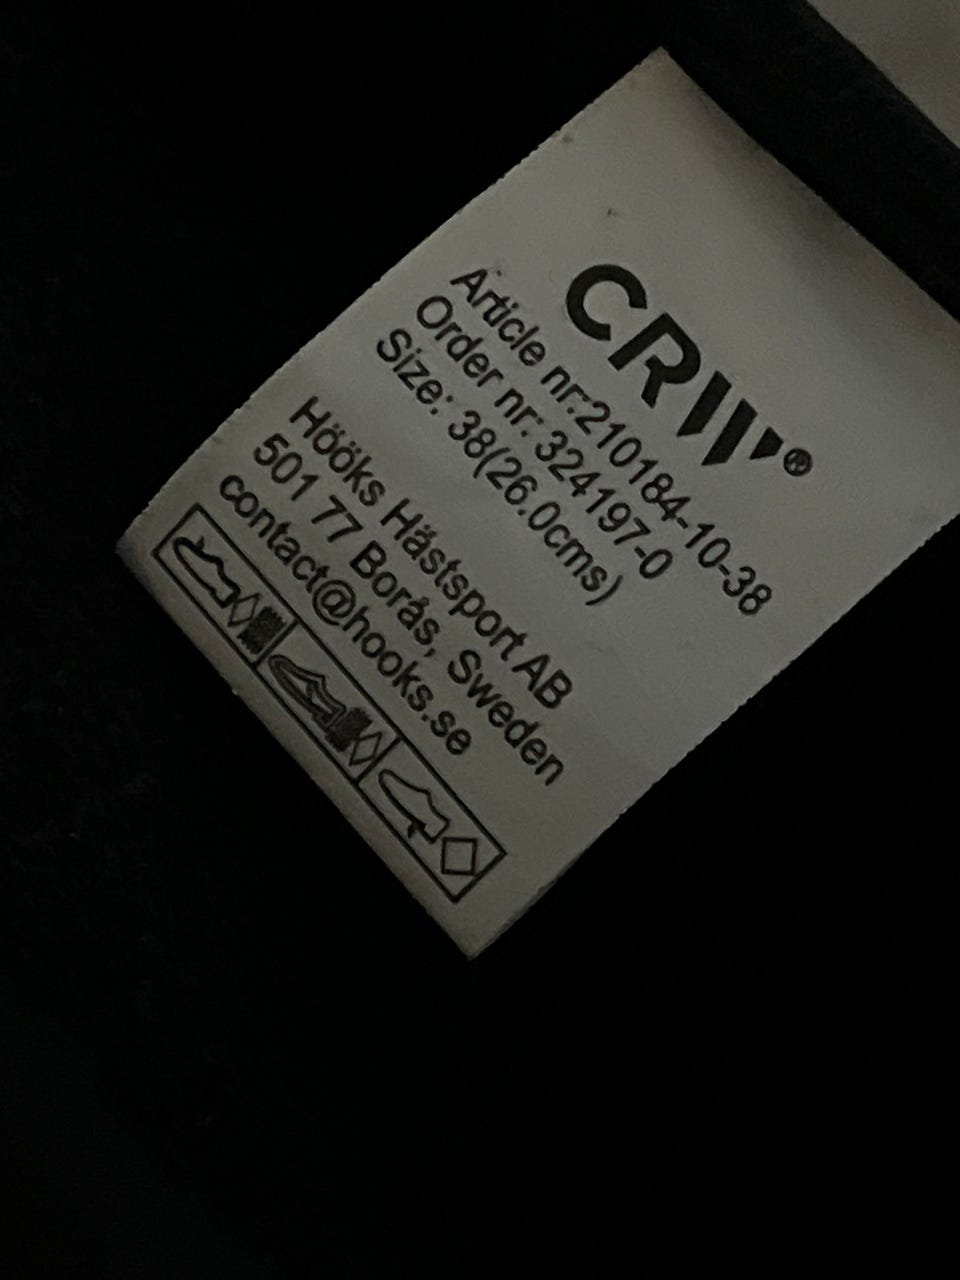 CRW®
Article nr:210184-10-38
Order nr: 324197-0
Size: 38(26.0cms)
Hööks Hästsport AB
501 77 Borås, Sweden
contact@hooks.se